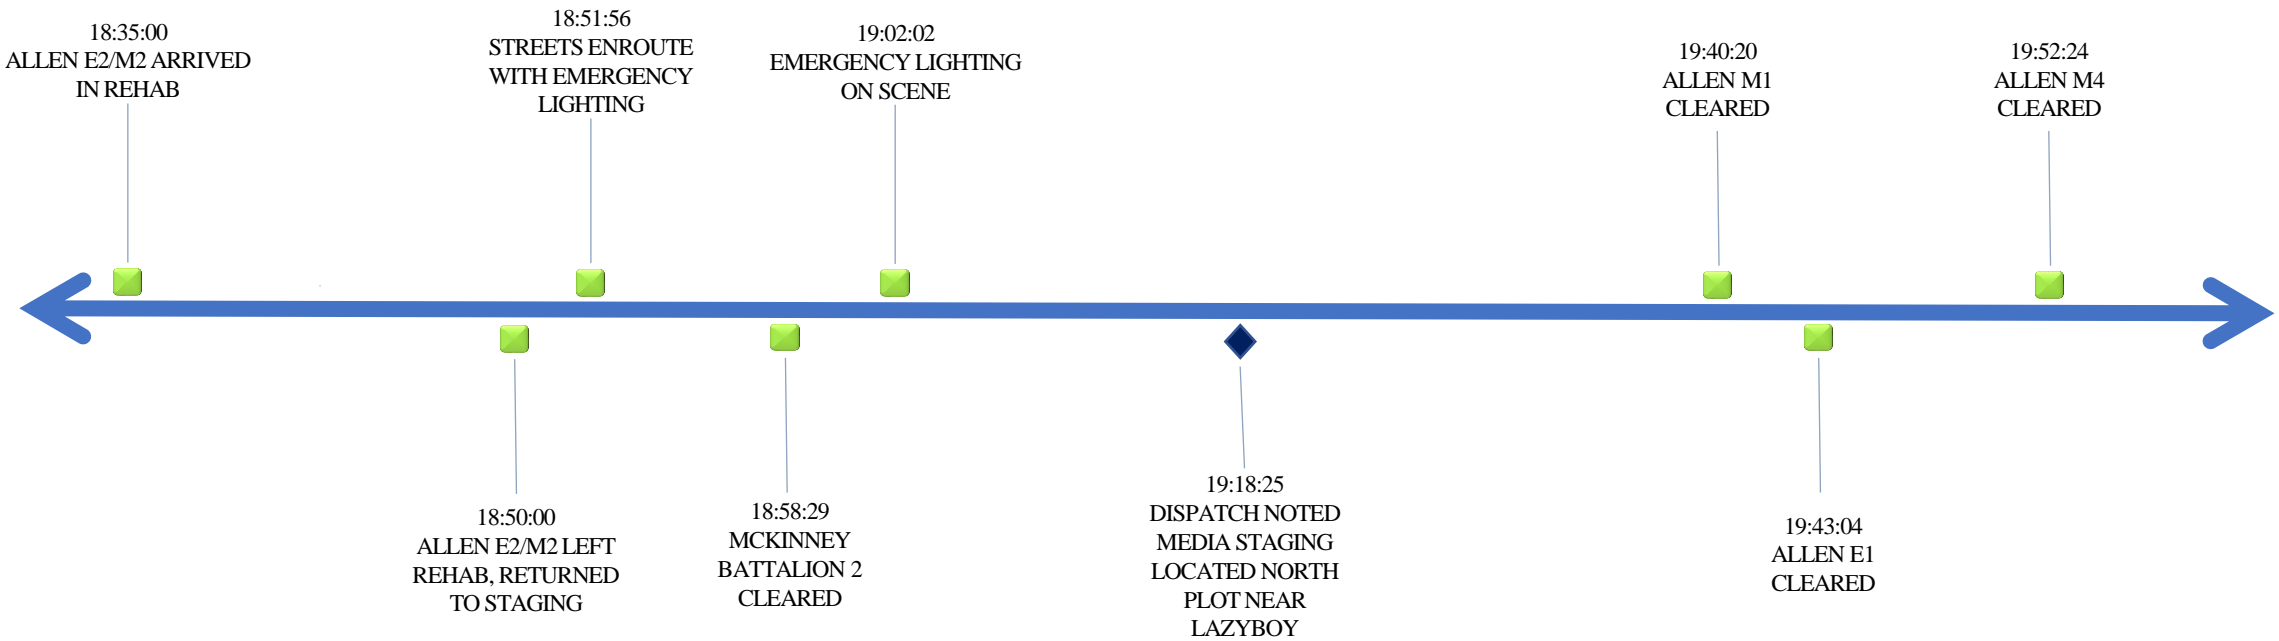 18:35:00
ALLEN E2/M2 ARRIVED
IN REHAB
18:51:56
STREETS ENROUTE
WITH EMERGENCY
LIGHTING
19:02:02
EMERGENCY LIGHTING
ON SCENE
19:40:20
ALLEN M1
CLEARED
19:52:24
ALLEN M4
CLEARED
18:50:00
ALLEN E2/M2 LEFT
REHAB, RETURNED
TO STAGING
18:58:29
MCKINNEY
BATTALION 2
CLEARED
19:18:25
DISPATCH NOTED
MEDIA STAGING
LOCATED NORTH
PLOT NEAR
LAZYBOY
19:43:04
ALLEN E1
CLEARED